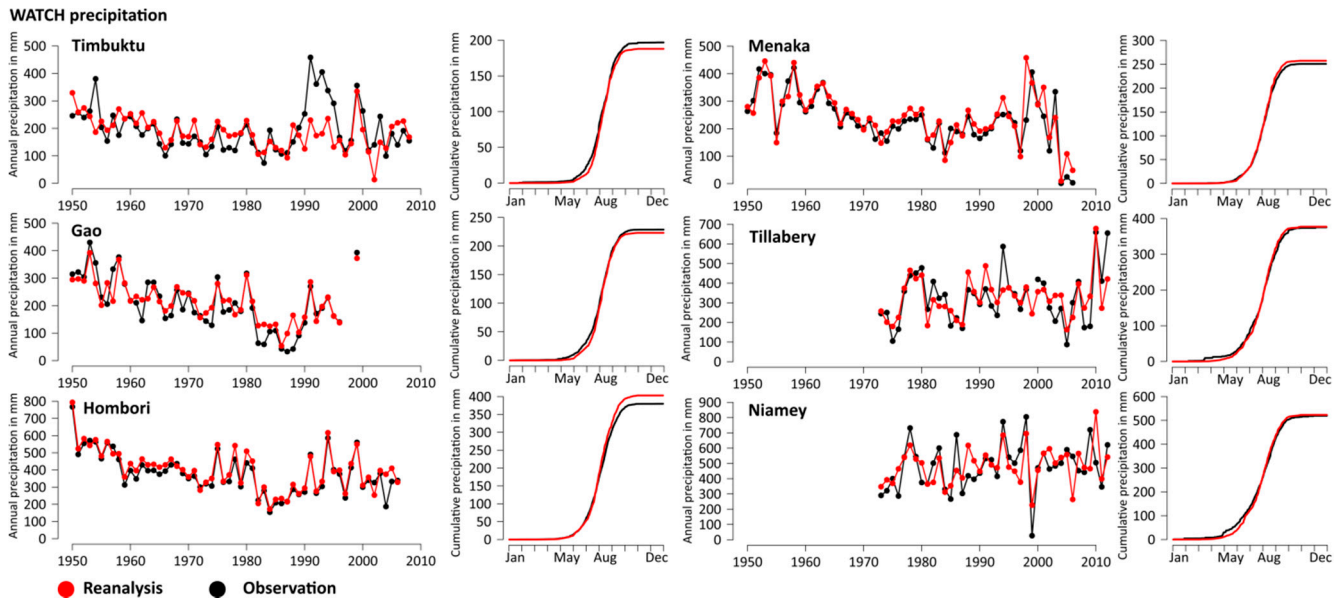 WATCH precipitation
Timbuktu
Annual precipitation in mm
500
400
300
200
100
0
1950 1960 1970 1980 1990 2000 2010
Cumulative precipitation in mm
200
150
100
50
0
Jan May Aug Dec
Menaka
Annual precipitation in mm
500
400
300
200
100
0
1950 1960 1970 1980 1990 2000 2010
Cumulative precipitation in mm
300
250
200
150
100
50
0
Jan May Aug Dec
Gao
Annual precipitation in mm
500
400
300
200
100
0
1950 1960 1970 1980 1990 2000 2010
Cumulative precipitation in mm
250
200
150
100
50
0
Jan May Aug Dec
Tillabery
Annual precipitation in mm
700
600
500
400
300
200
100
0
1950 1960 1970 1980 1990 2000 2010
Cumulative precipitation in mm
400
300
200
100
0
Jan May Aug Dec
Hombori
Annual precipitation in mm
800
700
600
500
400
300
200
100
0
1950 1960 1970 1980 1990 2000 2010
Cumulative precipitation in mm
400
350
300
250
200
150
100
50
0
Jan May Aug Dec
Niamey
Annual precipitation in mm
900
800
700
600
500
400
300
200
100
0
1950 1960 1970 1980 1990 2000 2010
Cumulative precipitation in mm
600
500
400
300
200
100
0
Jan May Aug Dec
Reanalysis Observation